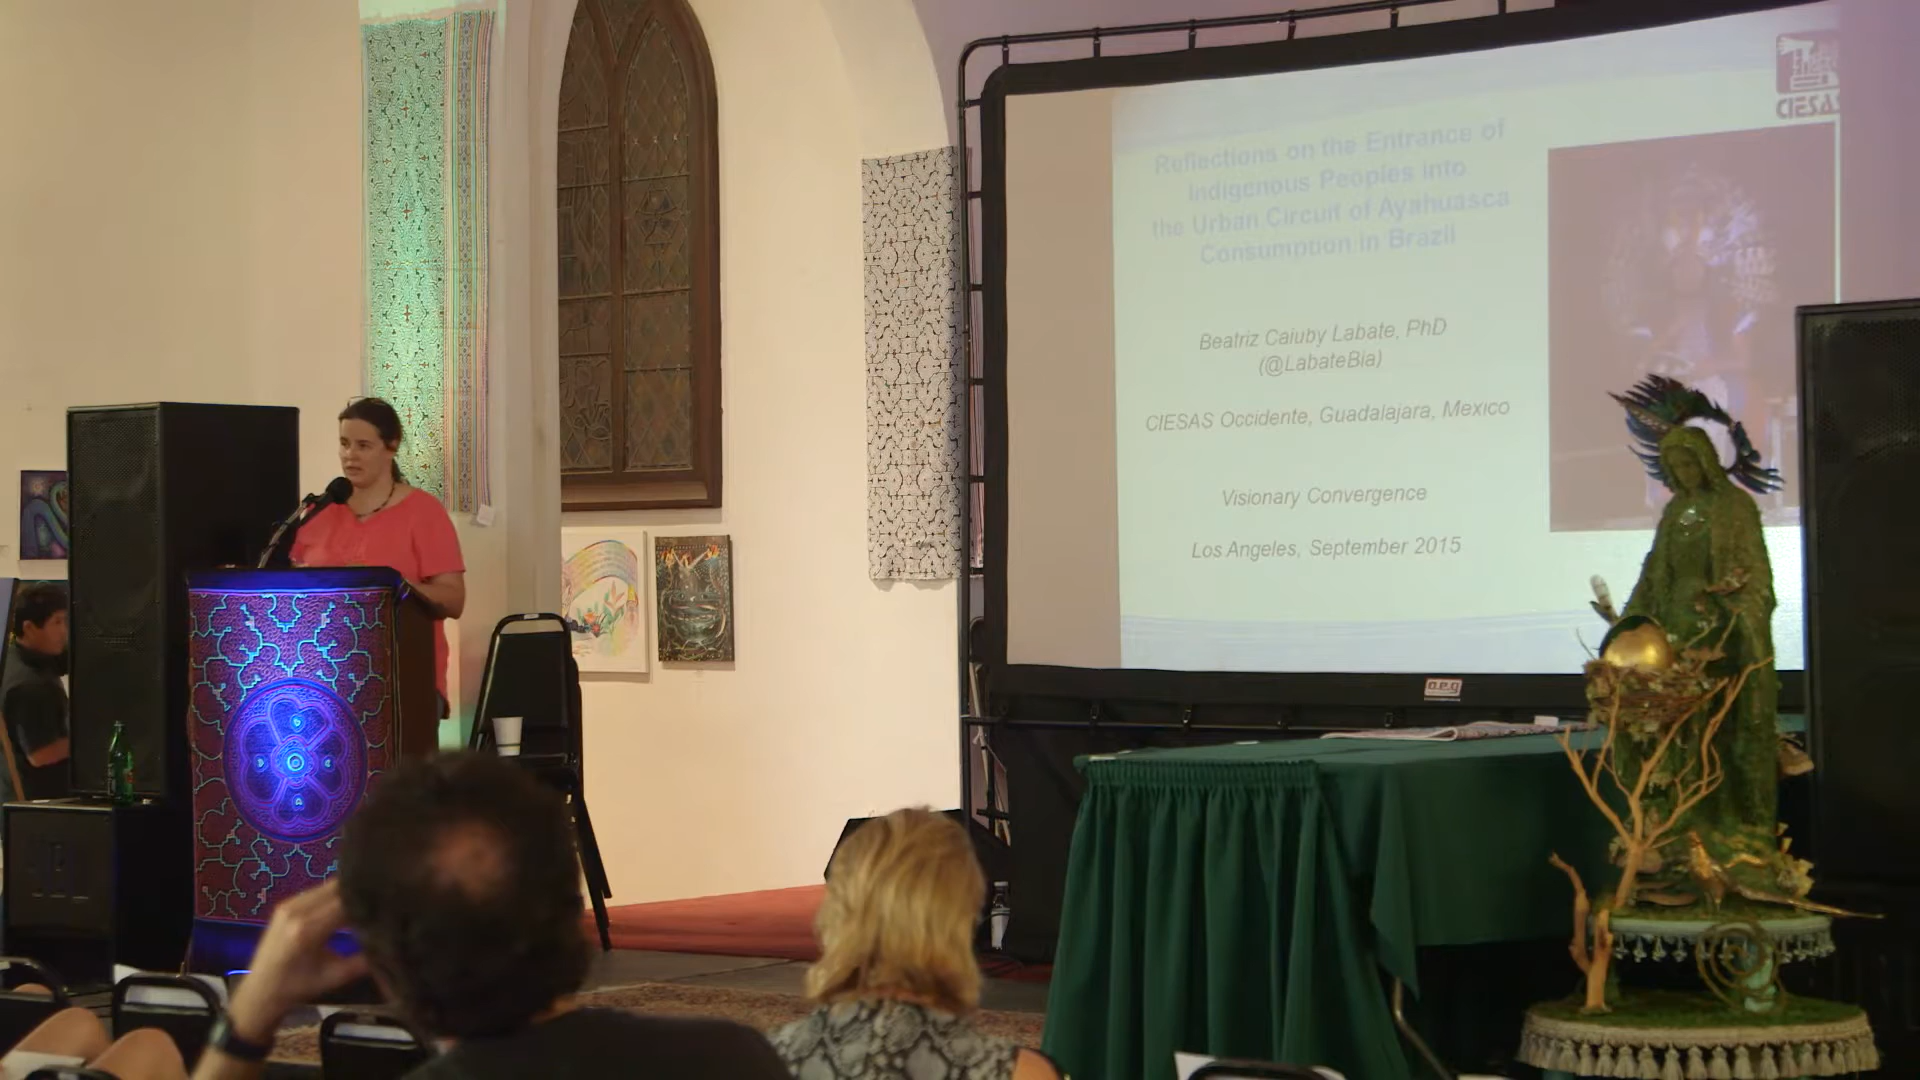 CIESAS
Reflections on the Entrance of
Indigenous Peoples into
the Urban Circuit of Ayahuasca
Consumption in Brazil
Beatriz Caiuby Labate, PhD
(@LabateBia)
CIESAS Occidente, Guadalajara, Mexico
Visionary Convergence
Los Angeles, September 2015